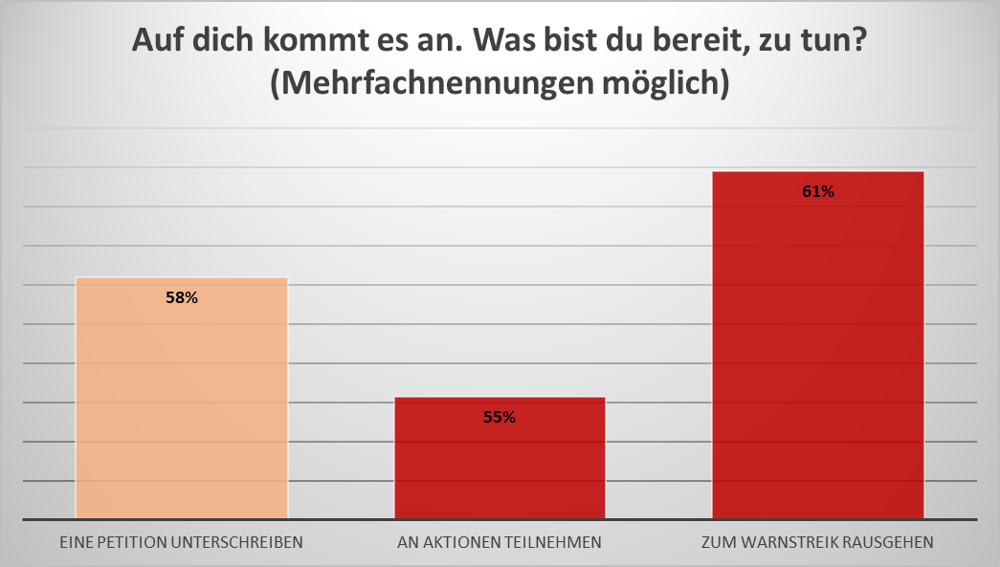 Auf dich kommt es an. Was bist du bereit, zu tun?
(Mehrfachnennungen möglich)
58%
55%
61%
EINE PETITION UNTERSCHREIBEN
AN AKTIONEN TEILNEHMEN
ZUM WARNSTREIK RAUSGEHEN